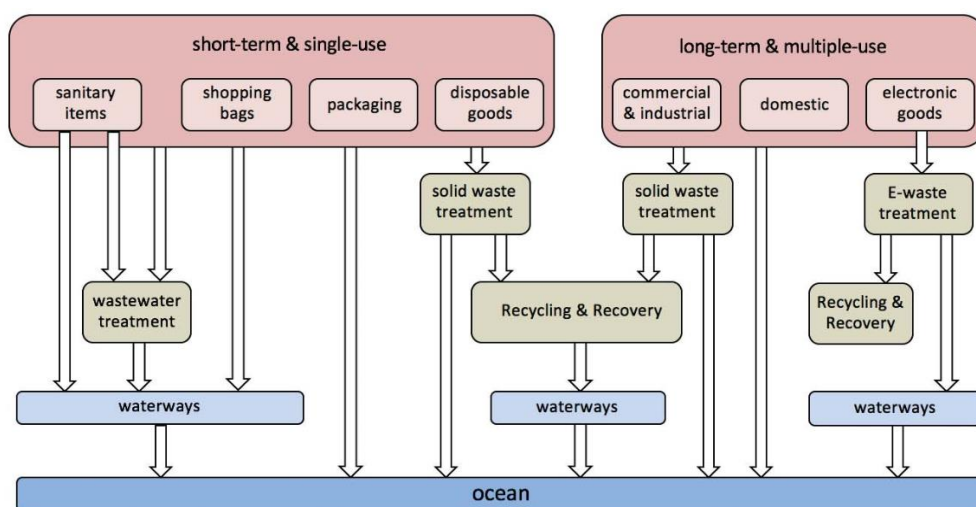 short-term & single-use
long-term & multiple-use
sanitary
items
shopping
bags
packaging
disposable
goods
commercial
& industrial
domestic
electronic
goods
solid waste
treatment
solid waste
treatment
E-waste
treatment
wastewater
treatment
Recycling & Recovery
Recycling &
Recovery
waterways
waterways
waterways
ocean